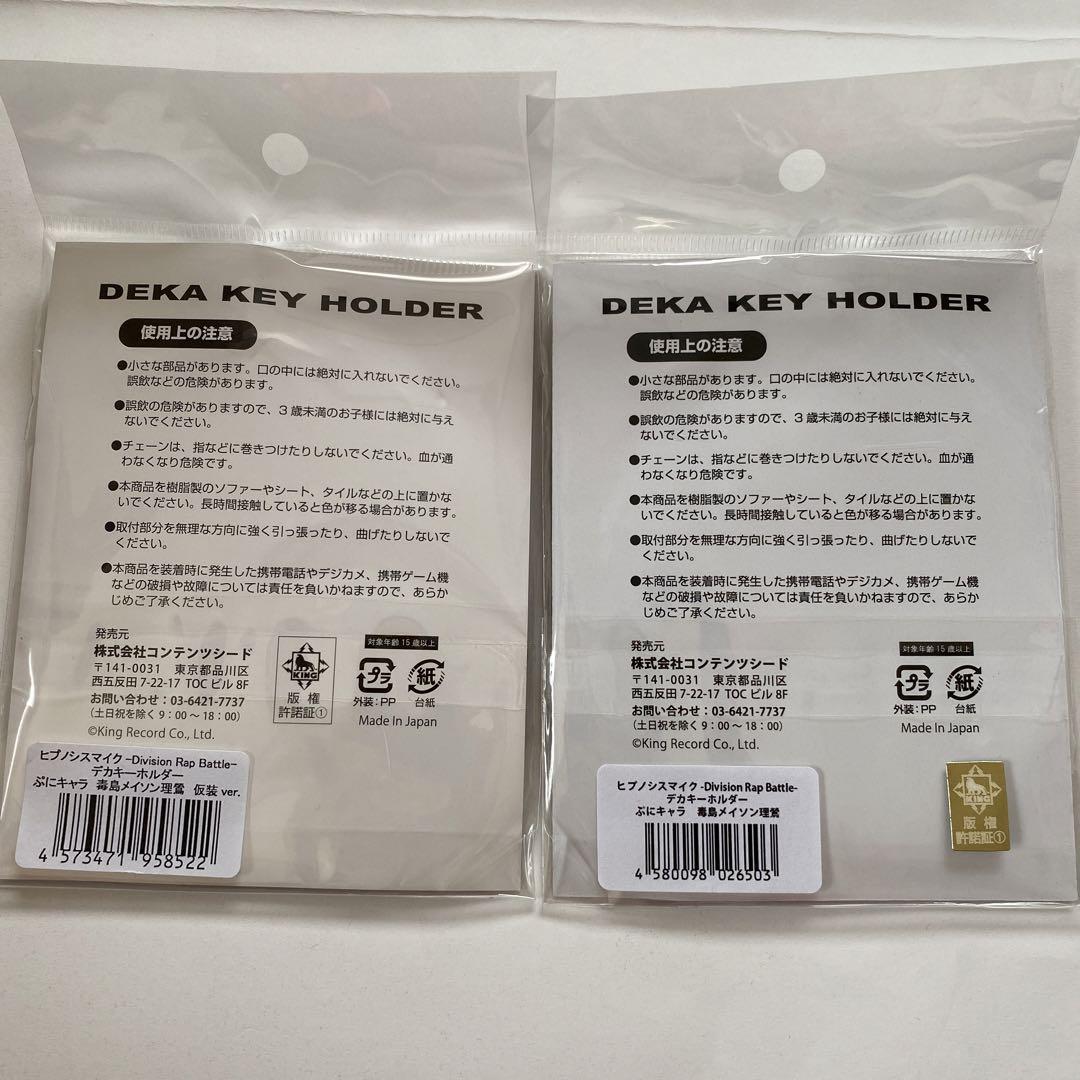 DEKA KEY HOLDER
使用上の注意
●小さな部品があります。口の中には絶対に入れないでください。
誤飲などの危険があります。
●誤飲の危険がありますので、3歳未満のお子様には絶対に与え
ないでください。
●チェーンは、指などに巻きつけたりしないでください。血が通
わなくなり危険です。
●本商品を樹脂製のソファーやシート、タイルなどの上に置かな
いでください。長時間接触していると色が移る場合があります。
●取付部分を無理な方向に強く引っ張ったり、曲げたりしないで
ください。
●本商品を装着時に発生した携帯電話やデジカメ、携帯ゲーム機
などの破損や故障については責任を負いかねますので、あらか
じめご了承ください。
発売元
株式会社コンテンツシード
〒141-0031 東京都品川区
西五反田 7-22-17 TOC ビル 8F
お問い合わせ：03-6421-7737
（土日祝を除く 9：00 〜 18：00）
©King Record Co., Ltd.
KING
版権
許諾証①
対象年齢 15 歳以上
プラ
紙
外装：PP
台紙
Made In Japan
ヒプノシスマイク -Division Rap Battle-
デカキーホルダー
ぷにキャラ 毒島メイソン理鶯 仮装 ver.
4 573471 958522
DEKA KEY HOLDER
使用上の注意
●小さな部品があります。口の中には絶対に入れないでください。
誤飲などの危険があります。
●誤飲の危険がありますので、3歳未満のお子様には絶対に与え
ないでください。
●チェーンは、指などに巻きつけたりしないでください。血が通
わなくなり危険です。
●本商品を樹脂製のソファーやシート、タイルなどの上に置かな
いでください。長時間接触していると色が移る場合があります。
●取付部分を無理な方向に強く引っ張ったり、曲げたりしないで
ください。
●本商品を装着時に発生した携帯電話やデジカメ、携帯ゲーム機
などの破損や故障については責任を負いかねますので、あらか
じめご了承ください。
発売元
株式会社コンテンツシード
〒141-0031 東京都品川区
西五反田 7-22-17 TOC ビル 8F
お問い合わせ：03-6421-7737
（土日祝を除く 9：00 〜 18：00）
©King Record Co., Ltd.
対象年齢 15 歳以上
プラ
紙
外装：PP
台紙
Made In Japan
ヒプノシスマイク -Division Rap Battle-
デカキーホルダー
ぷにキャラ 毒島メイソン理鶯
4 580098 026503
KING
版権
許諾証①